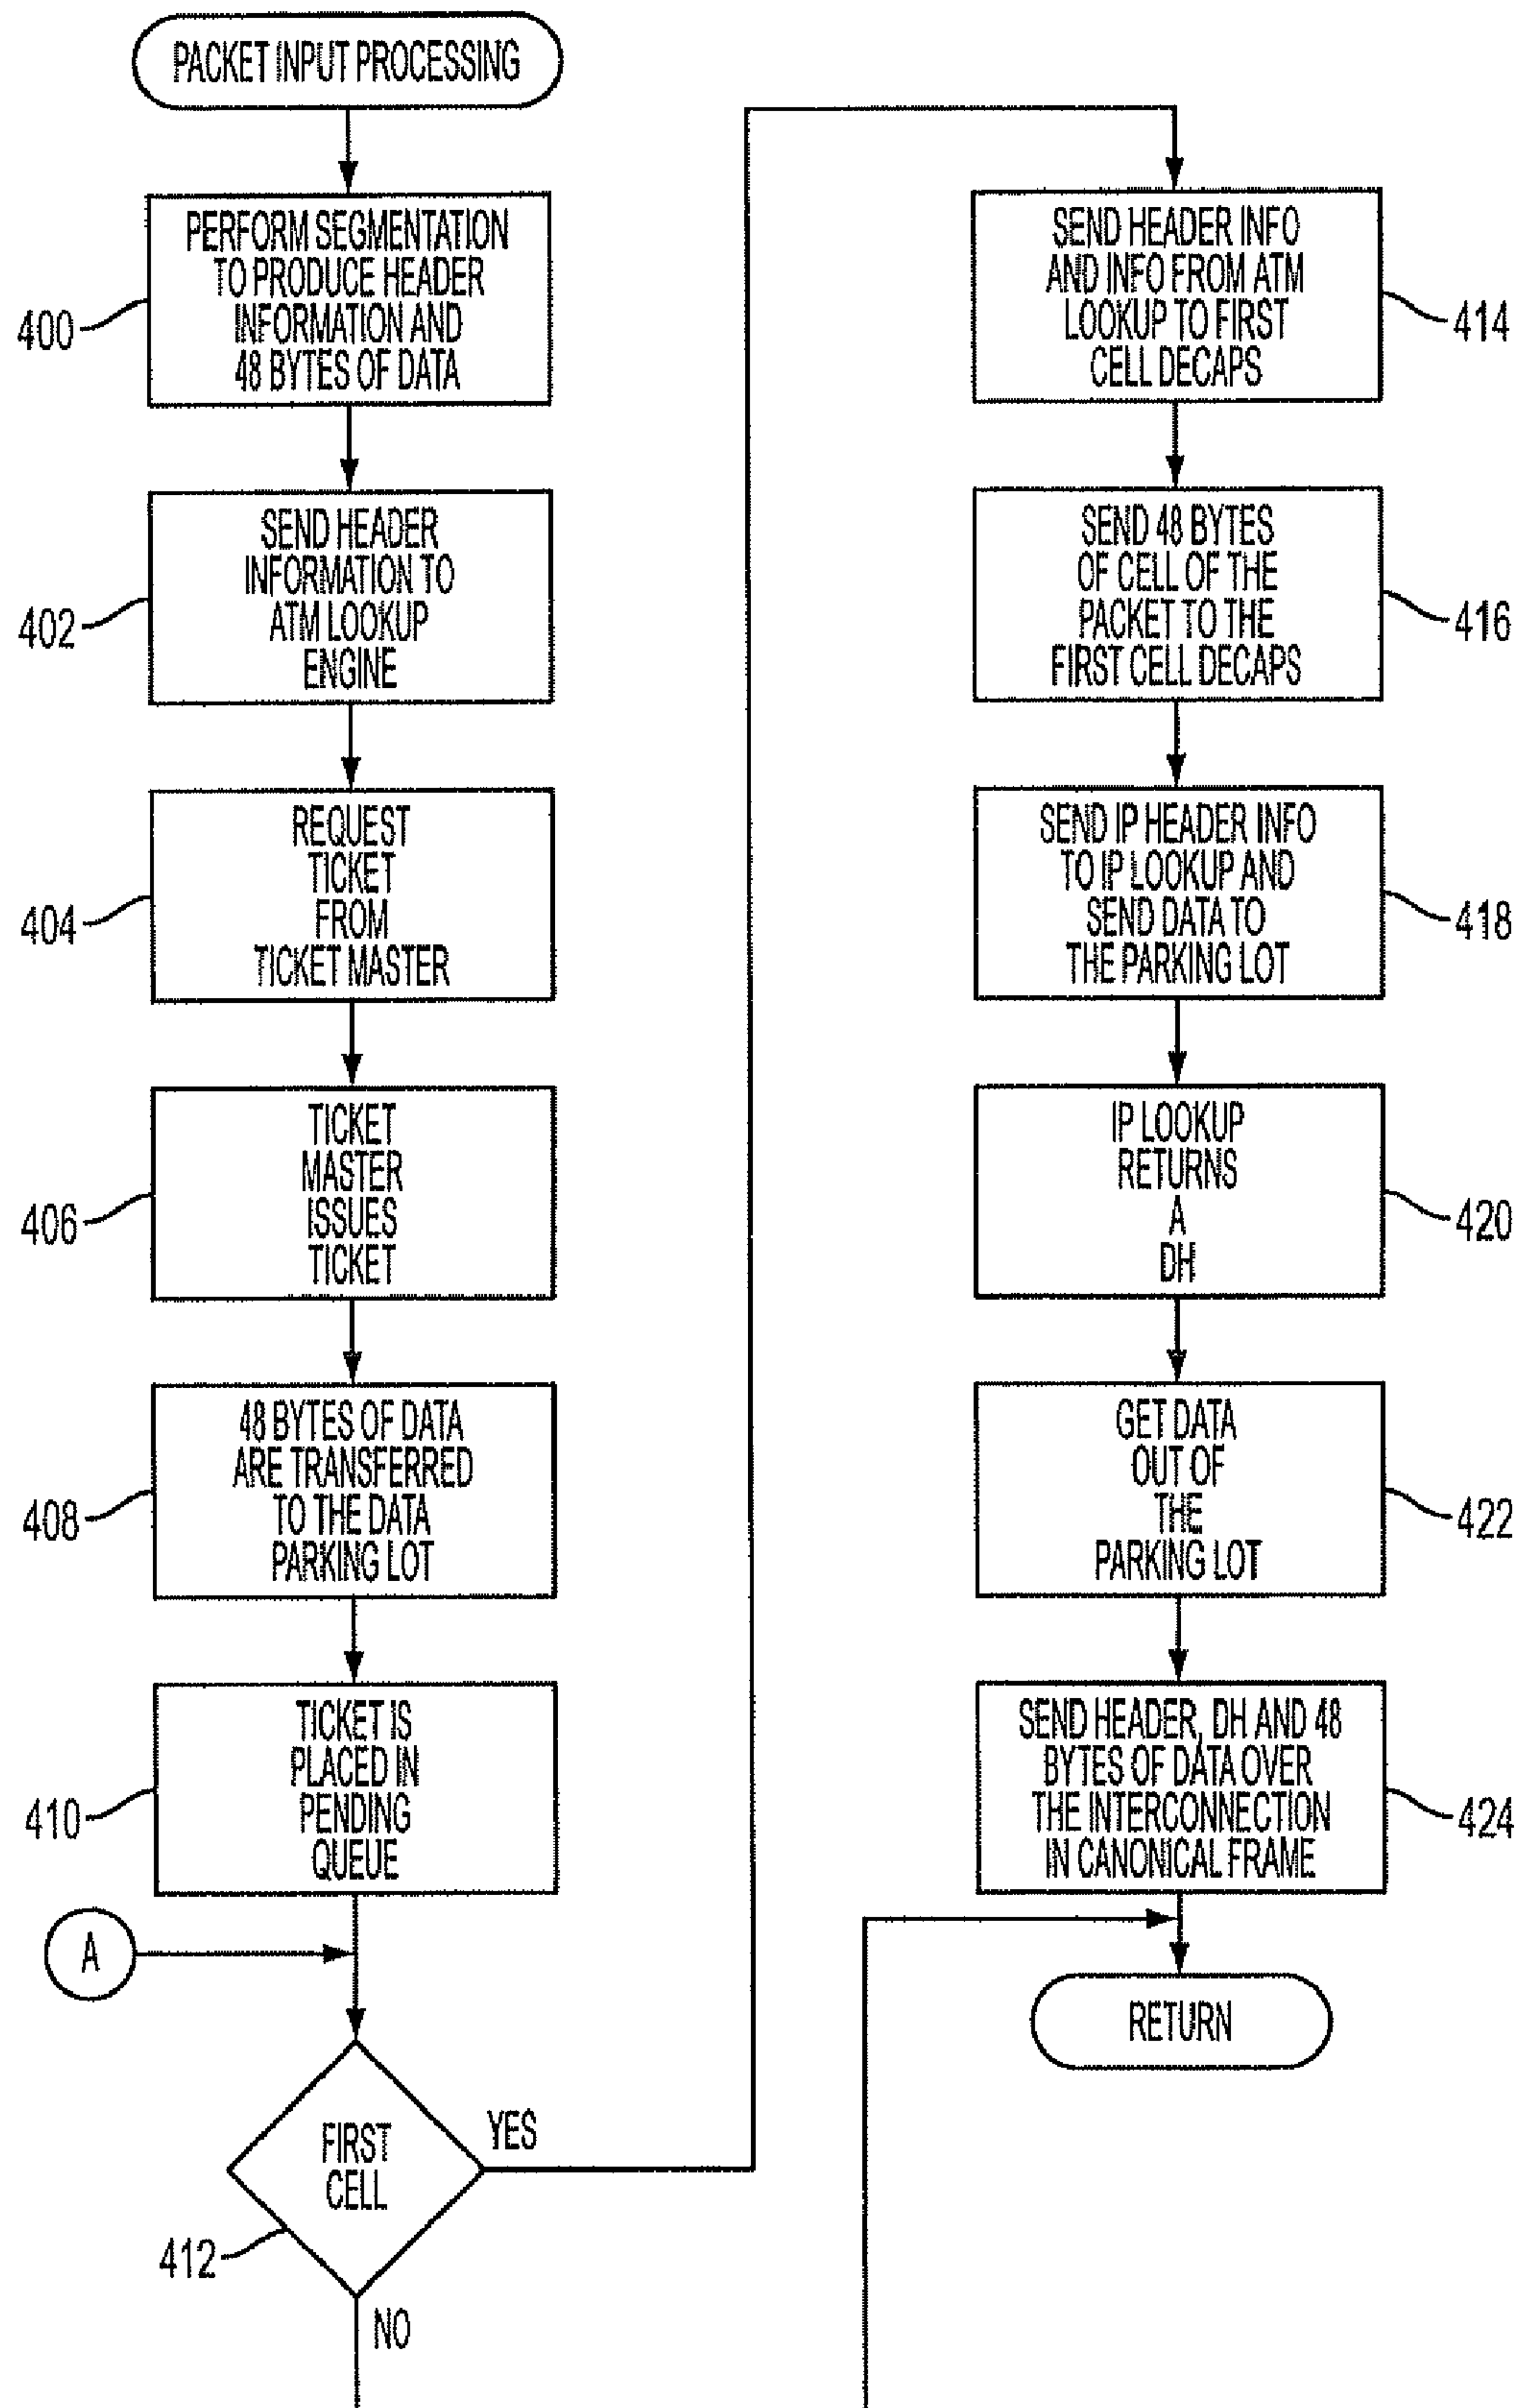 PACKET INPUT PROCESSING
PERFORM SEGMENTATION
TO PRODUCE HEADER
INFORMATION AND
48 BYTES OF DATA
400
SEND HEADER
INFORMATION TO
ATM LOOKUP
ENGINE
402
REQUEST
TICKET
FROM
TICKET MASTER
404
TICKET
MASTER
ISSUES
TICKET
406
48 BYTES OF DATA
ARE TRANSFERRED
TO THE DATA
PARKING LOT
408
TICKET IS
PLACED IN
PENDING
QUEUE
410
A
FIRST
CELL
412
YES
NO
SEND HEADER INFO
AND INFO FROM ATM
LOOKUP TO FIRST
CELL DECAPS
414
SEND 48 BYTES
OF CELL OF THE
PACKET TO THE
FIRST CELL DECAPS
416
SEND IP HEADER INFO
TO IP LOOKUP AND
SEND DATA TO
THE PARKING LOT
418
IP LOOKUP
RETURNS
A
DH
420
GET DATA
OUT OF
THE
PARKING LOT
422
SEND HEADER, DH AND 48
BYTES OF DATA OVER
THE INTERCONNECTION
IN CANONICAL FRAME
424
RETURN